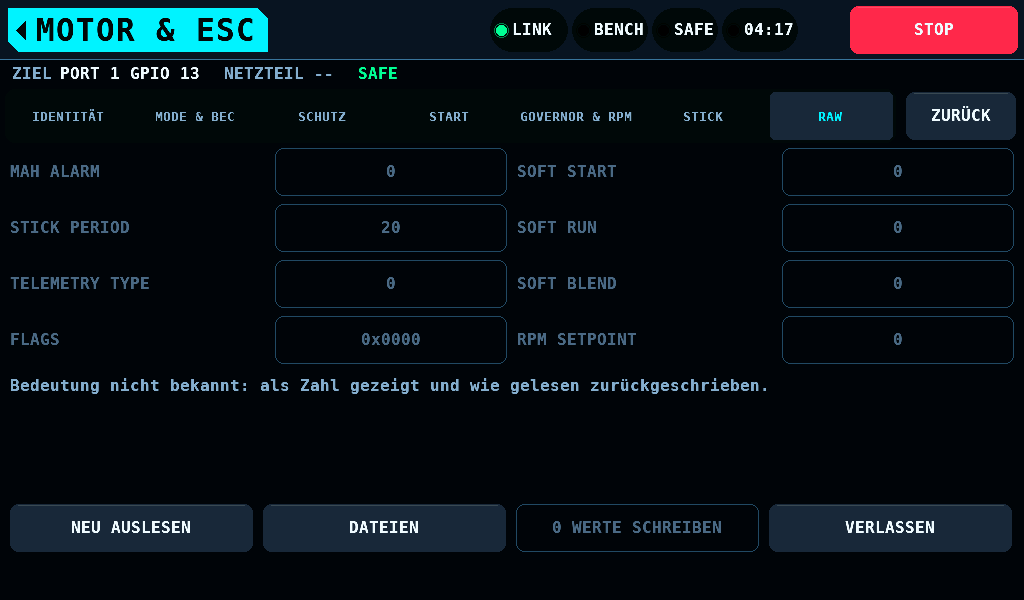 MOTOR & ESC
LINK
BENCH
SAFE
04:17
STOP
ZIEL PORT 1 GPIO 13 NETZTEIL -- SAFE
IDENTITÄT
MODE & BEC
SCHUTZ
START
GOVERNOR & RPM
STICK
RAW
ZURÜCK
MAH ALARM 0 SOFT START 0
STICK PERIOD 20 SOFT RUN 0
TELEMETRY TYPE 0 SOFT BLEND 0
FLAGS 0x0000 RPM SETPOINT 0
Bedeutung nicht bekannt: als Zahl gezeigt und wie gelesen zurückgeschrieben.
NEU AUSLESEN
DATEIEN
0 WERTE SCHREIBEN
VERLASSEN